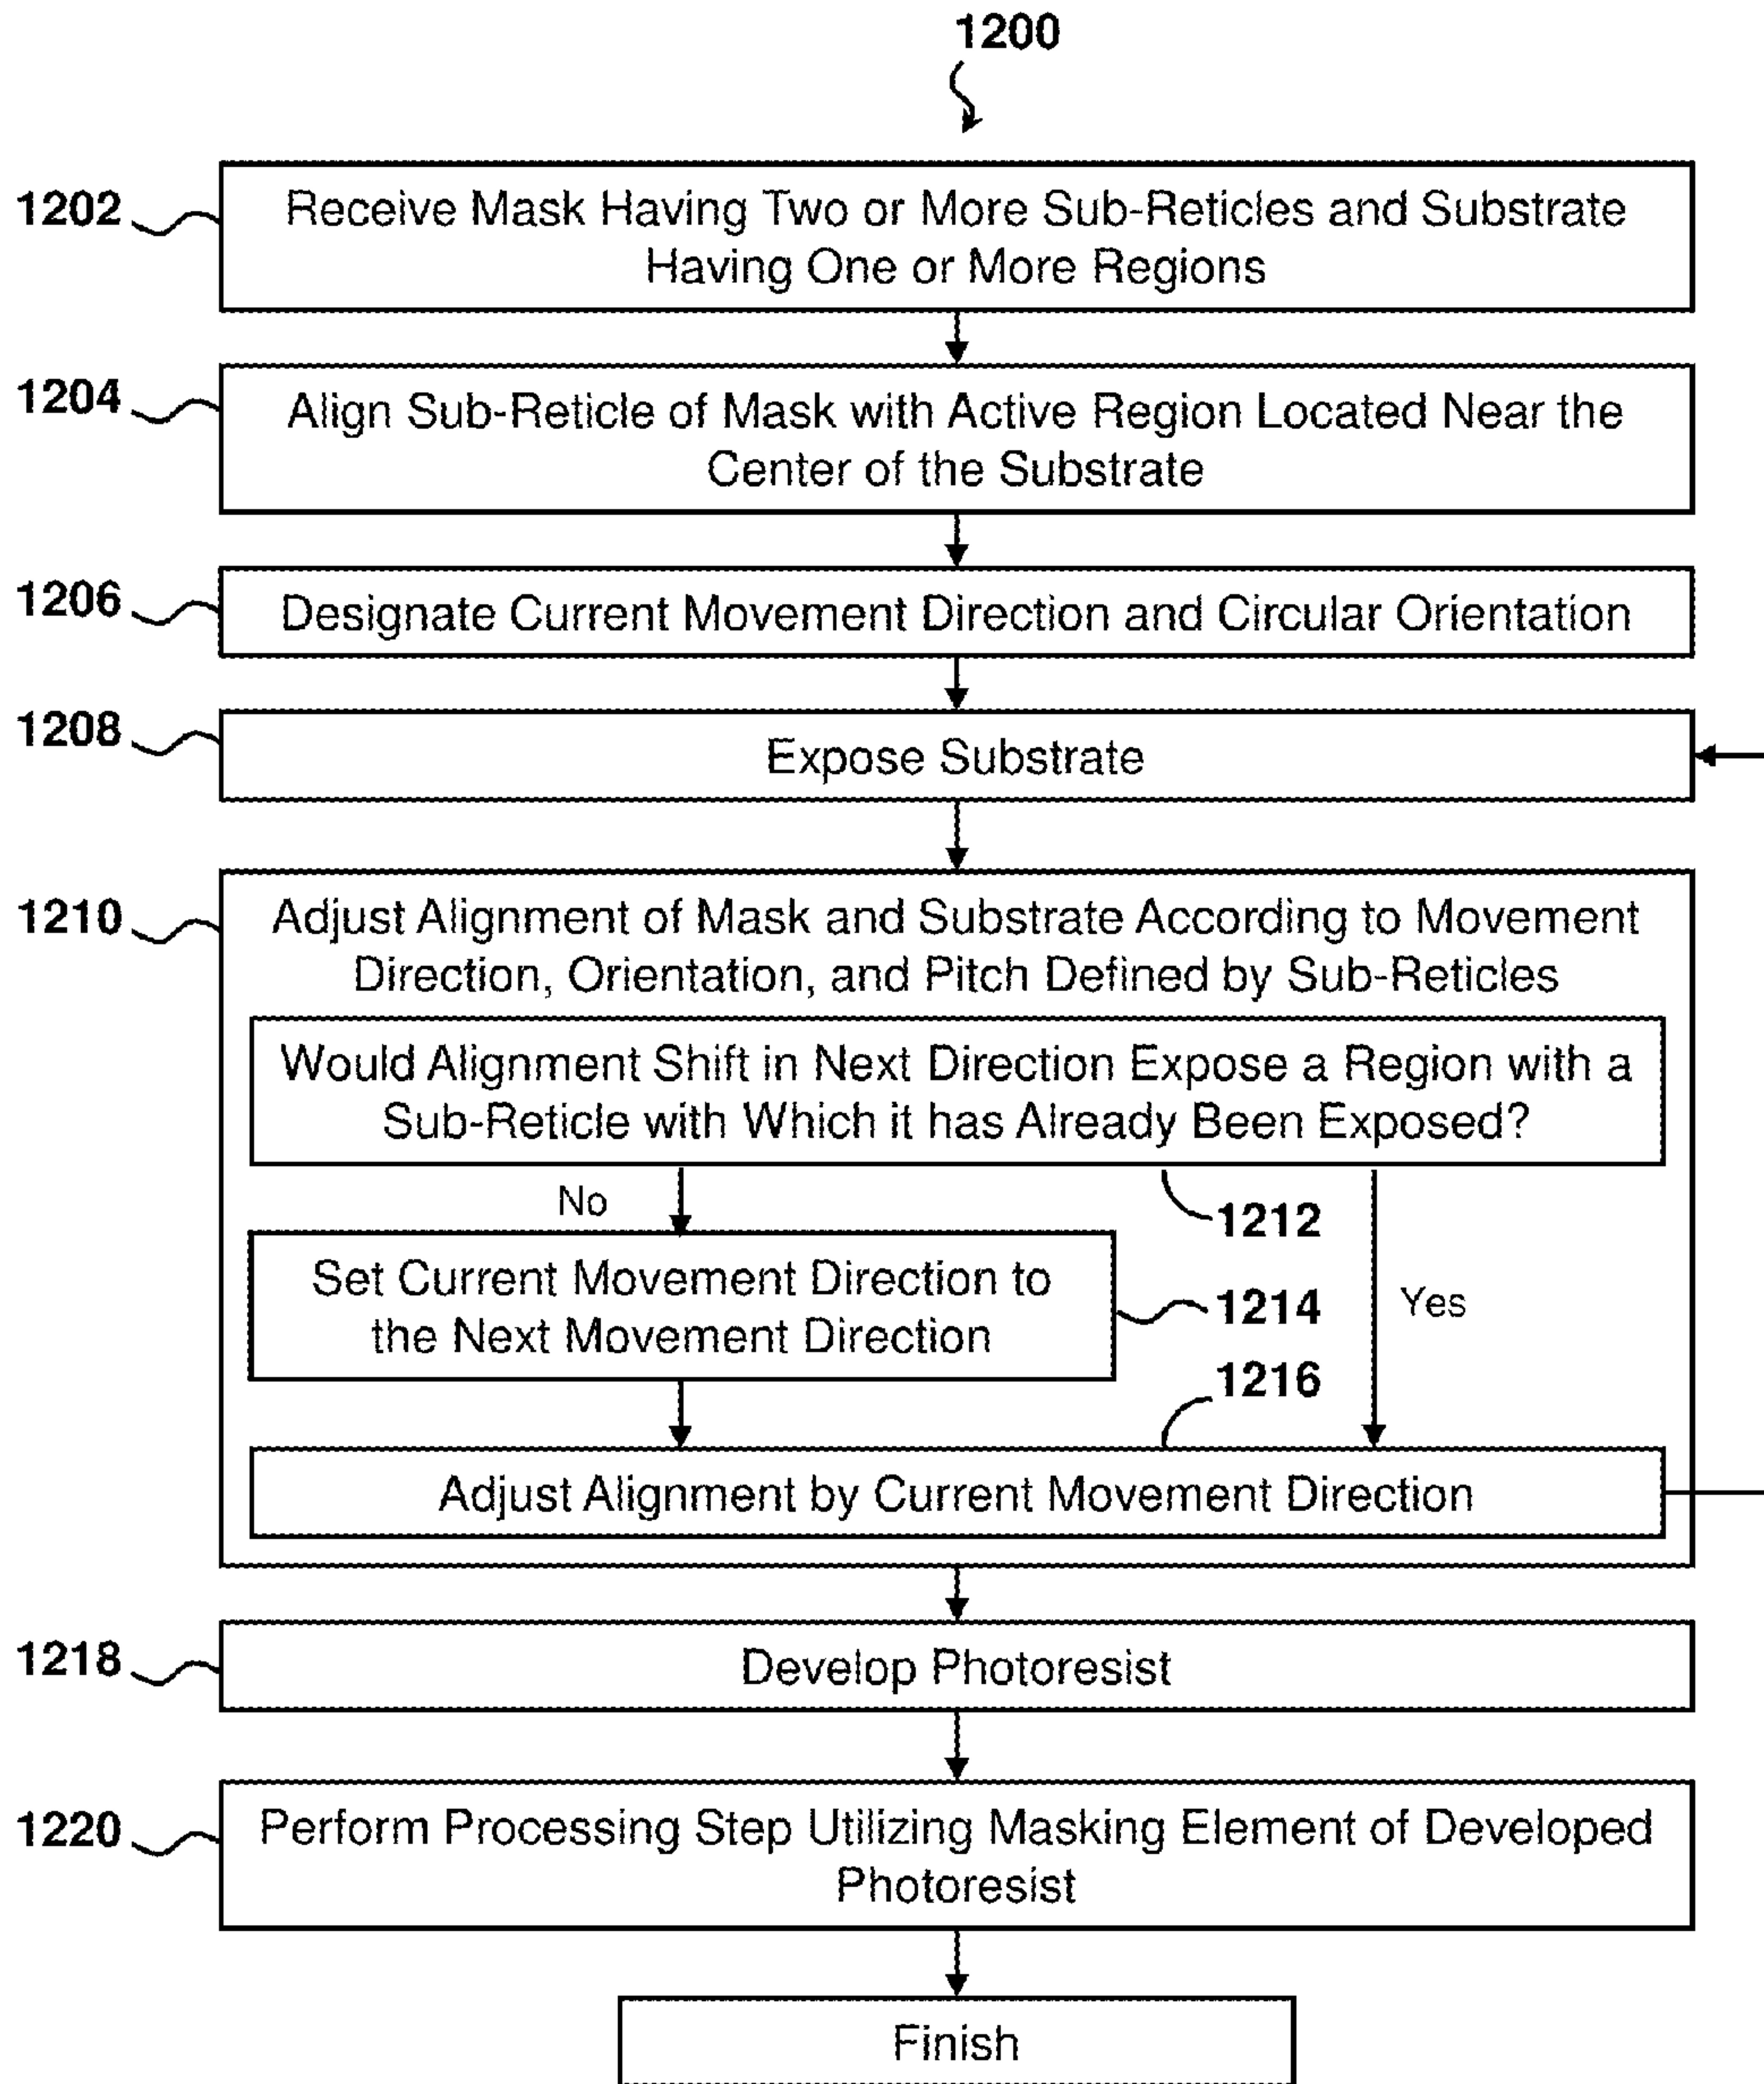 1200
1202
Receive Mask Having Two or More Sub-Reticles and Substrate
Having One or More Regions
1204
Align Sub-Reticle of Mask with Active Region Located Near the
Center of the Substrate
1206
Designate Current Movement Direction and Circular Orientation
1208
Expose Substrate
1210
Adjust Alignment of Mask and Substrate According to Movement
Direction, Orientation, and Pitch Defined by Sub-Reticles
Would Alignment Shift in Next Direction Expose a Region with a
Sub-Reticle with Which it has Already Been Exposed?
No
1212
Set Current Movement Direction to
the Next Movement Direction
1214
Yes
1216
Adjust Alignment by Current Movement Direction
1218
Develop Photoresist
1220
Perform Processing Step Utilizing Masking Element of Developed
Photoresist
Finish